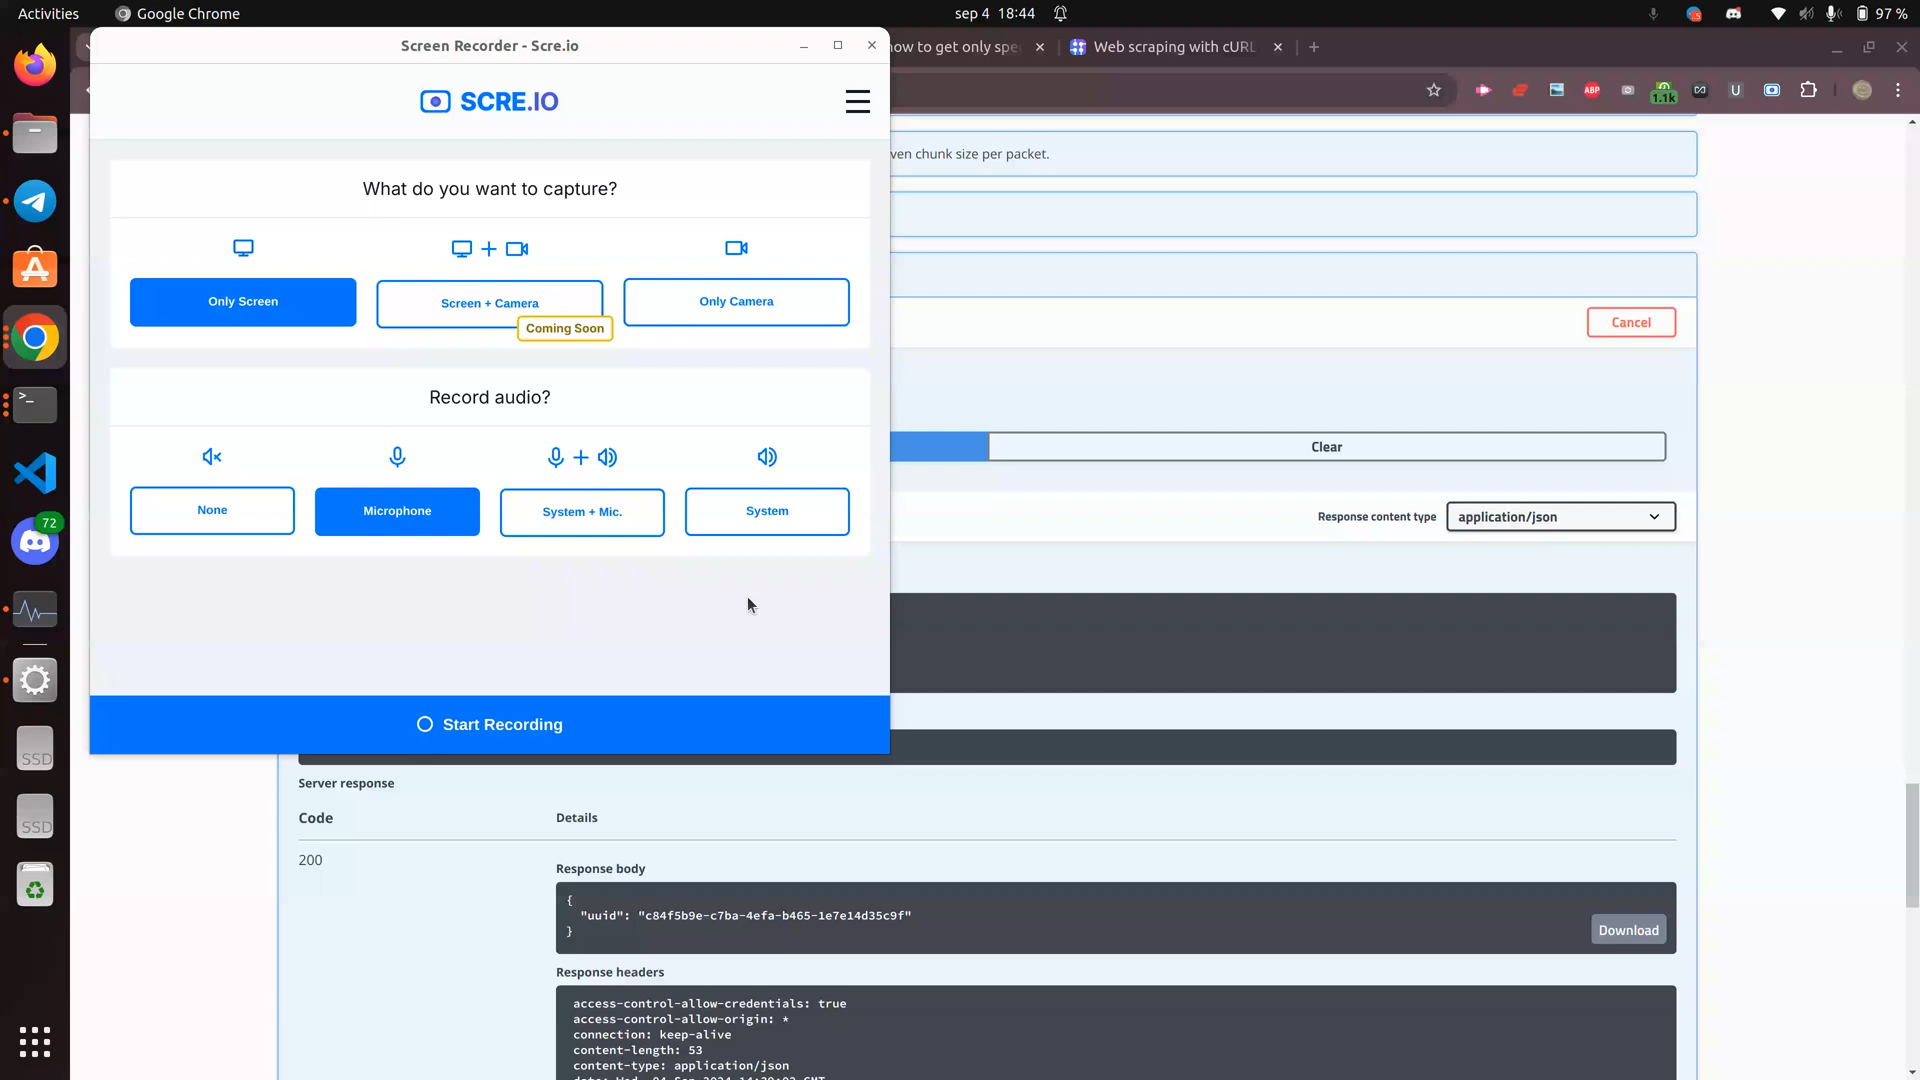 Activities
Google Chrome
sep 4 18:44
97 %
Screen Recorder - Scre.io
how to get only spe
Web scraping with cURL
SCRE.IO
ABP
1.1k
U
What do you want to capture?
ven chunk size per packet.
Only Screen
Screen + Camera
Only Camera
Coming Soon
Cancel
Record audio?
Clear
None
Microphone
System + Mic.
System
Response content type
application/json
72
Start Recording
SSD
SSD
Server response
Code
Details
200
Response body
{
"uuid": "c84f5b9e-c7ba-4efa-b465-1e7e14d35c9f"
}
Download
Response headers
access-control-allow-credentials: true
access-control-allow-origin: *
connection: keep-alive
content-length: 53
content-type: application/json